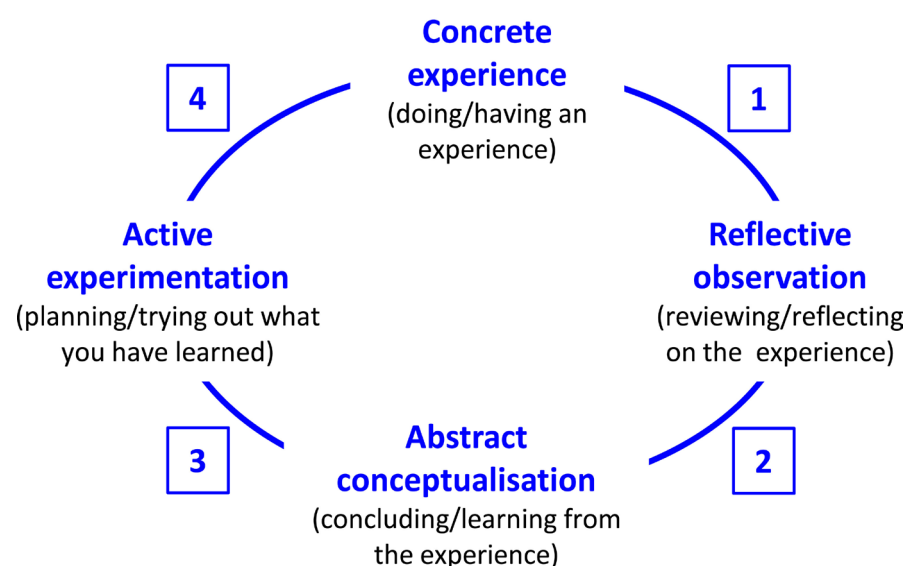 Concrete
experience
(doing/having an
experience)
4
1
Active
experimentation
(planning/trying out what
you have learned)
Reflective
observation
(reviewing/reflecting
on the  experience)
3
2
Abstract
conceptualisation
(concluding/learning from
the experience)